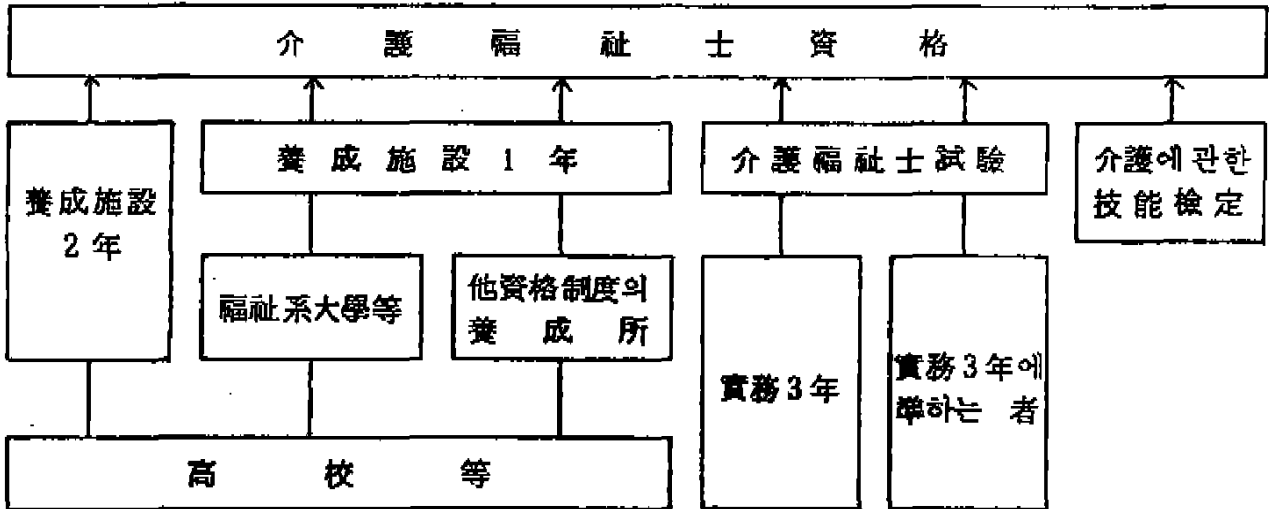 介護福祉士資格
養成施設
2年
養成施設1年
介護福祉士試驗
介護에관한
技能檢定
福祉系大學等
他資格制度의
養成所
實務3年
實務3年에
準하는 者
高校等